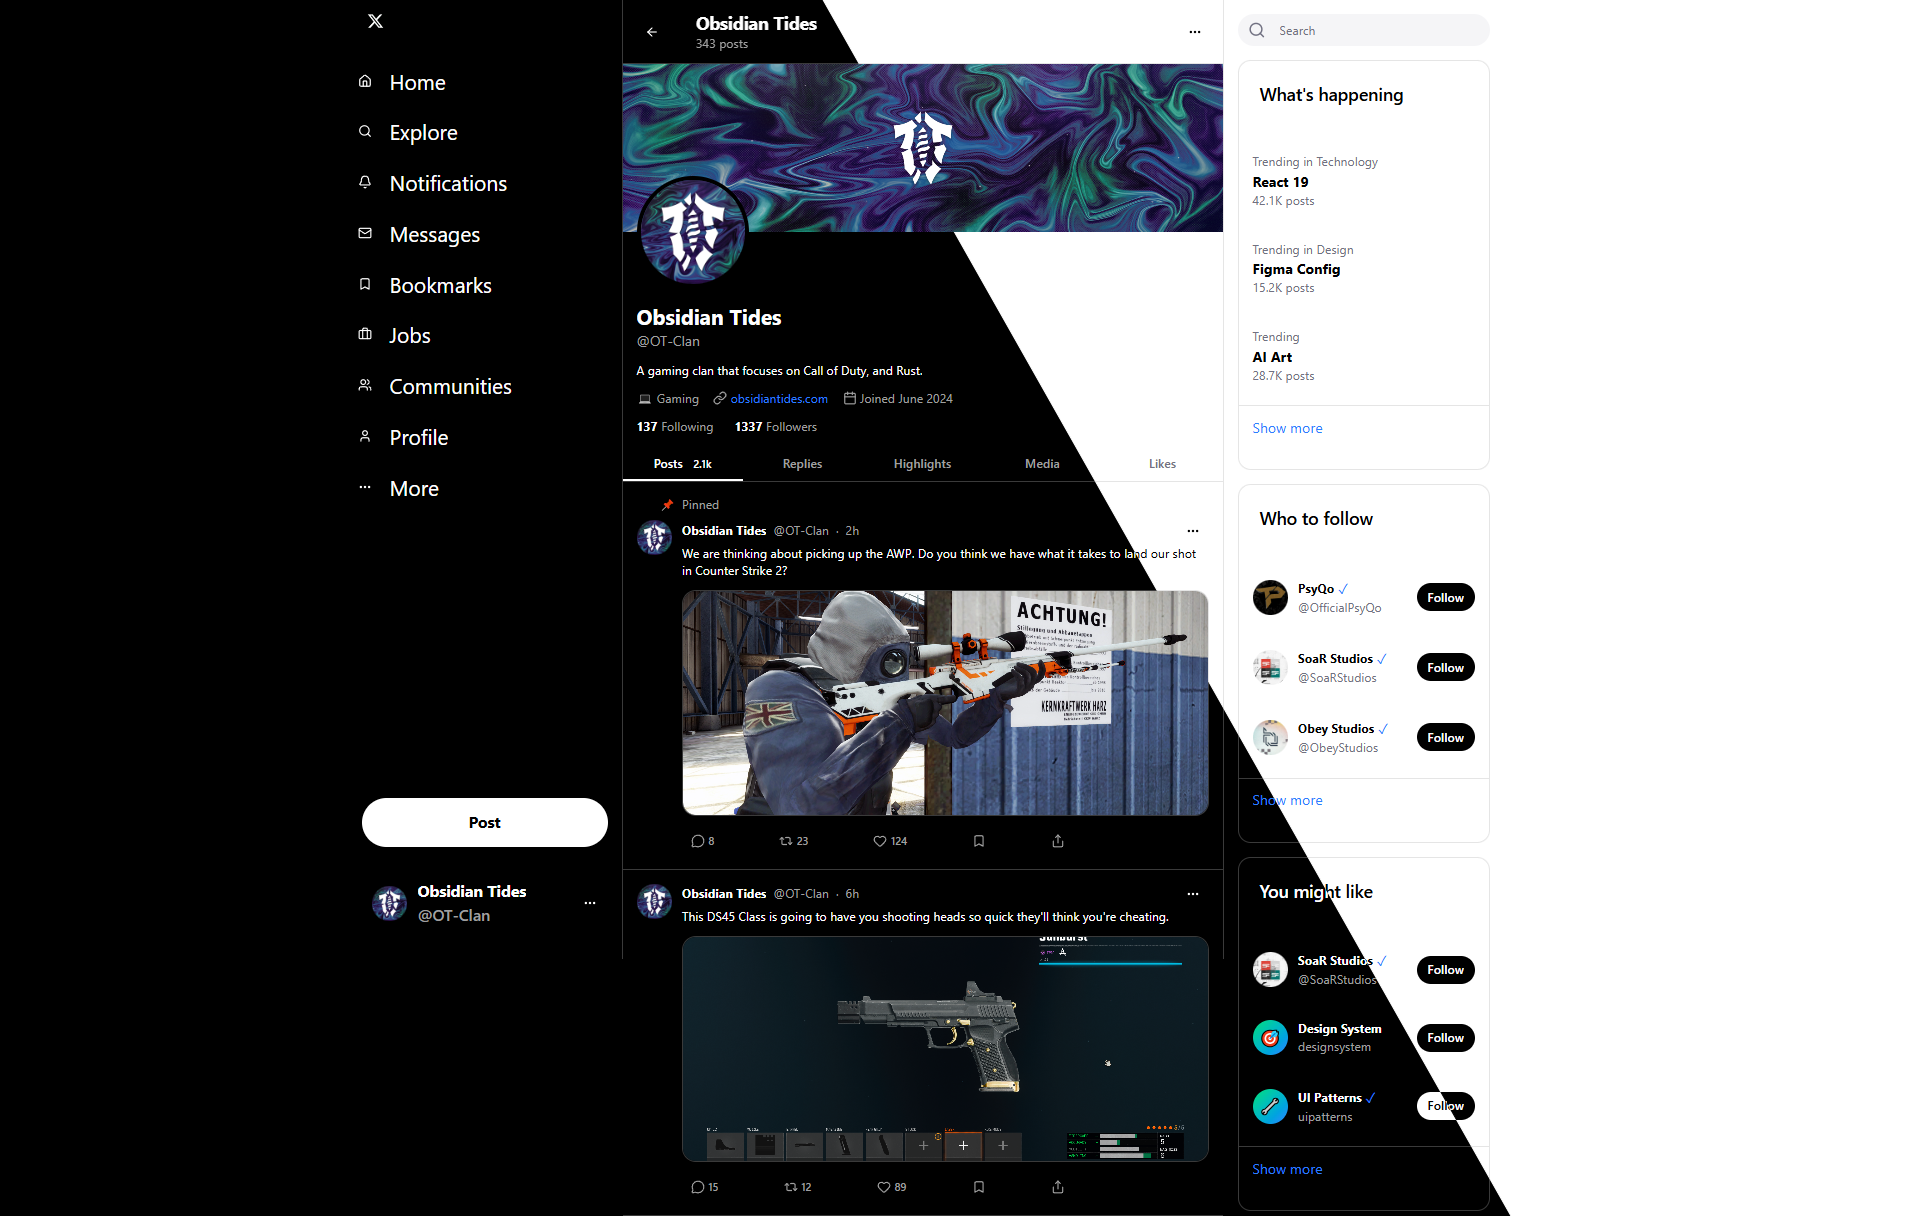 Home
Explore
Notifications
Messages
Bookmarks
Jobs
Communities
Profile
More
Post
Obsidian Tides
@OT-Clan
Obsidian Tides
343 posts
Obsidian Tides
@OT-Clan
A gaming clan that focuses on Call of Duty, and Rust.
Gaming obsidiantides.com Joined June 2024
137 Following 1337 Followers
Posts 2.1k Replies Highlights Media Likes
Pinned
Obsidian Tides @OT-Clan · 2h
We are thinking about picking up the AWP. Do you think we have what it takes to land our shot
in Counter Strike 2?
ACHTUNG!
KERNKRAFTWERK HARZ
8 23 124
Obsidian Tides @OT-Clan · 6h
This DS45 Class is going to have you shooting heads so quick they'll think you're cheating.
Sunburst
15 12 89
Search
What's happening
Trending in Technology
React 19
42.1K posts
Trending in Design
Figma Config
15.2K posts
Trending
AI Art
28.7K posts
Show more
Who to follow
PsyQo
@OfficialPsyQo
Follow
SoaR Studios
@SoaRStudios
Follow
Obey Studios
@ObeyStudios
Follow
Show more
You might like
SoaR Studios
@SoaRStudios
Follow
Design System
designsystem
Follow
UI Patterns
uipatterns
Follow
Show more